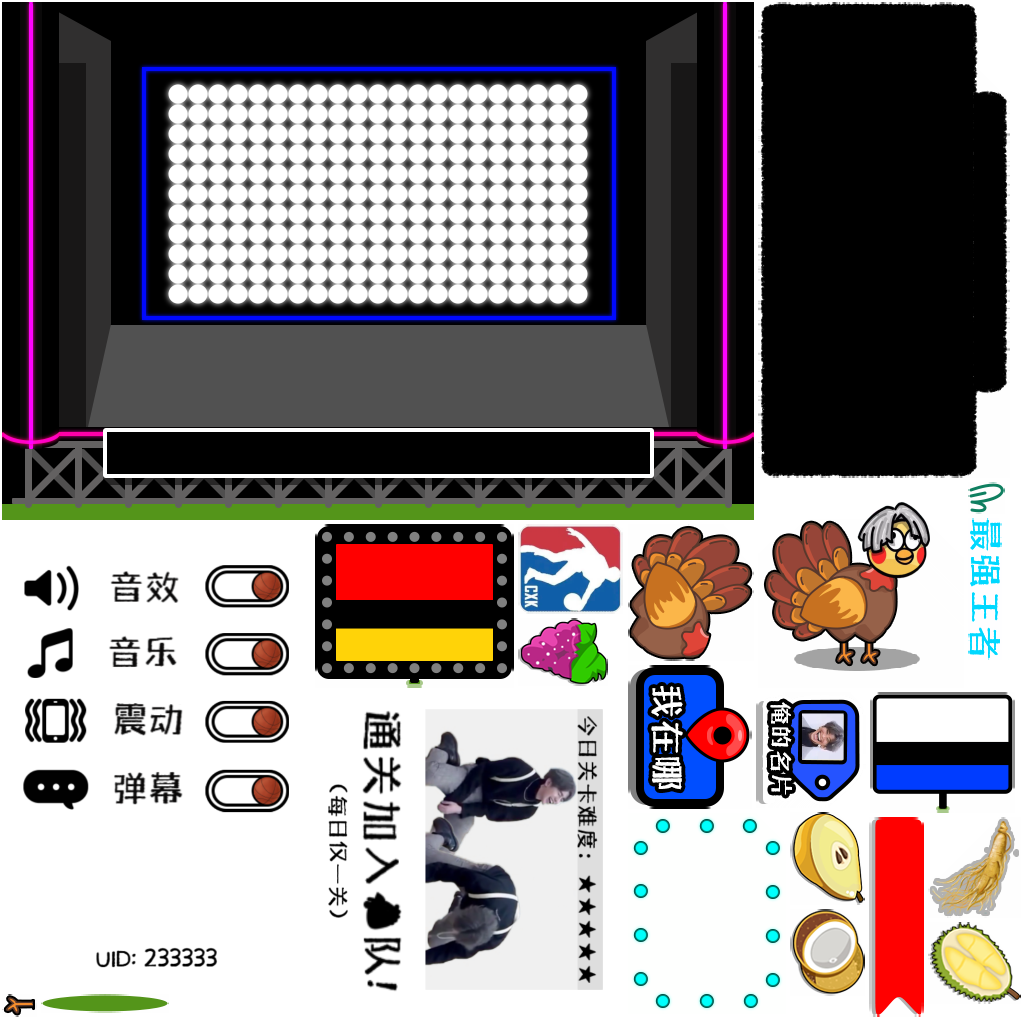 音效
音乐
震动
弹幕
UID: 233333
CXK
最强王者
我在哪
俺的名片
通关加入
队!
(每日仅一关)
今日关卡难度: ★★★★★